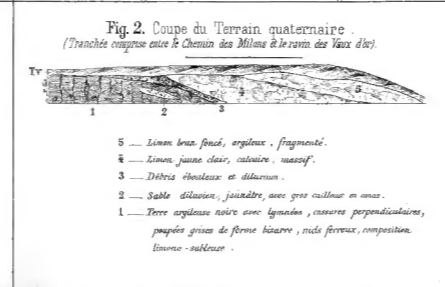 Fig. 2. Coupe du Terrain quaternaire.
(Tranchée comprise entre le Chemin des Milons & le ravin des Vaux d'or).
Tv
4 5
1 2 3
5 — Limon brun foncé, argileux, fragmenté.
4 — Limon jaune clair, calcaire, massif.
3 — Débris ébouleux et diluvium.
2 — Sable diluvien, jaunâtre, avec gros cailloux en amas.
1 — Terre argileuse noire avec lymnées, cassures perpendiculaires,
poupées grises de forme bizarre, nids ferreux, composition
limono-sableuse.